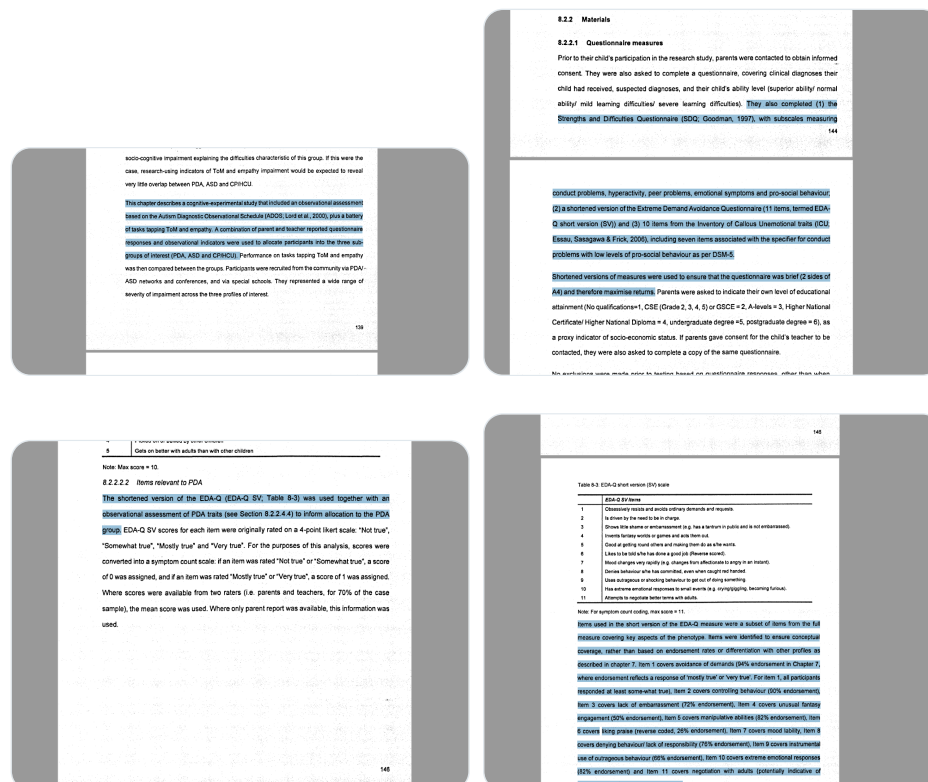 socio-cognitive impairment explaining the difficulties characteristic of this group. If this were the
case, research-using indicators of ToM and empathy impairment would be expected to reveal
very little overlap between PDA, ASD and CP/HCU.
This chapter describes a cognitive-experimental study that included an observational assessment
based on the Autism Diagnostic Observational Schedule (ADOS; Lord et al., 2000), plus a battery
of tasks tapping ToM and empathy. A combination of parent and teacher reported questionnaire
responses and observational indicators were used to allocate participants into the three sub-
groups of interest (PDA, ASD and CP/HCU). Performance on tasks tapping ToM and empathy
was then compared between the groups. Participants were recruited from the community via PDA/-
ASD networks and conferences, and via special schools. They represented a wide range of
severity of impairment across the three profiles of interest.
139
8.2.2 Materials
8.2.2.1 Questionnaire measures
Prior to their child's participation in the research study, parents were contacted to obtain informed
consent. They were also asked to complete a questionnaire, covering clinical diagnoses their
child had received, suspected diagnoses, and their child's ability level (superior ability/ normal
ability/ mild learning difficulties/ severe learning difficulties). They also completed (1) the
Strengths and Difficulties Questionnaire (SDQ; Goodman, 1997), with subscales measuring
144
conduct problems, hyperactivity, peer problems, emotional symptoms and pro-social behaviour;
(2) a shortened version of the Extreme Demand Avoidance Questionnaire (11 items, termed EDA-
Q short version (SV)) and (3) 10 items from the Inventory of Callous Unemotional traits (ICU,
Essau, Sasagawa & Frick, 2006), including seven items associated with the specifier for conduct
problems with low levels of pro-social behaviour as per DSM-5.
Shortened versions of measures were used to ensure that the questionnaire was brief (2 sides of
A4) and therefore maximise returns. Parents were asked to indicate their own level of educational
attainment (No qualifications=1, CSE (Grade 2, 3, 4, 5) or GSCE = 2, A-levels = 3, Higher National
Certificate/ Higher National Diploma = 4, undergraduate degree =5, postgraduate degree = 6), as
a proxy indicator of socio-economic status. If parents gave consent for the child's teacher to be
contacted, they were also asked to complete a copy of the same questionnaire.
No exclusions were made prior to testing based on questionnaire responses, other than when
5 Gets on better with adults than with other children
Note: Max score = 10.
8.2.2.2.2 Items relevant to PDA
The shortened version of the EDA-Q (EDA-Q SV; Table 8-3) was used together with an
observational assessment of PDA traits (see Section 8.2.2.4.4) to inform allocation to the PDA
group. EDA-Q SV scores for each item were originally rated on a 4-point likert scale: "Not true",
"Somewhat true", "Mostly true" and "Very true". For the purposes of this analysis, scores were
converted into a symptom count scale: if an item was rated "Not true" or "Somewhat true", a score
of 0 was assigned, and if an item was rated "Mostly true" or "Very true", a score of 1 was assigned.
Where scores were available from two raters (i.e. parents and teachers, for 70% of the case
sample), the mean score was used. Where only parent report was available, this information was
used.
146
146
Table 8-3: EDA-Q short version (SV) scale
EDA-Q SV Items
1 Obsessively resists and avoids ordinary demands and requests.
2 Is driven by the need to be in charge.
3 Shows little shame or embarrassment (e.g. has a tantrum in public and is not embarrassed).
4 Invents fantasy worlds or games and acts them out.
5 Good at getting round others and making them do as s/he wants.
6 Likes to be told s/he has done a good job (Reverse scored).
7 Mood changes very rapidly (e.g. changes from affectionate to angry in an instant).
8 Denies behaviour s/he has committed, even when caught red handed.
9 Uses outrageous or shocking behaviour to get out of doing something.
10 Has extreme emotional responses to small events (e.g. crying/giggling, becoming furious).
11 Attempts to negotiate better terms with adults.
Note: For symptom count coding, max score = 11.
Items used in the short version of the EDA-Q measure were a subset of items from the full
measure covering key aspects of the phenotype. Items were identified to ensure conceptual
coverage, rather than based on endorsement rates or differentiation with other profiles as
described in chapter 7. Item 1 covers avoidance of demands (94% endorsement in Chapter 7,
where endorsement reflects a response of 'mostly true' or 'very true'. For item 1, all participants
responded at least some-what true), Item 2 covers controlling behaviour (90% endorsement),
Item 3 covers lack of embarrassment (72% endorsement), Item 4 covers unusual fantasy
engagement (50% endorsement), Item 5 covers manipulative abilities (82% endorsement), Item
6 covers liking praise (reverse coded, 26% endorsement), Item 7 covers mood lability, Item 8
covers denying behaviour/ lack of responsibility (76% endorsement), Item 9 covers instrumental
use of outrageous behaviour (66% endorsement), Item 10 covers extreme emotional responses
(82% endorsement) and Item 11 covers negotiation with adults (potentially indicative of